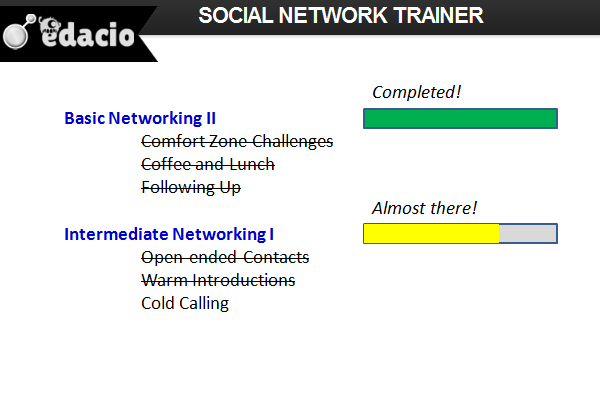 edacio
SOCIAL NETWORK TRAINER
Completed!
Basic Networking II
Comfort Zone Challenges
Coffee and Lunch
Following Up
Almost there!
Intermediate Networking I
Open-ended Contacts
Warm Introductions
Cold Calling